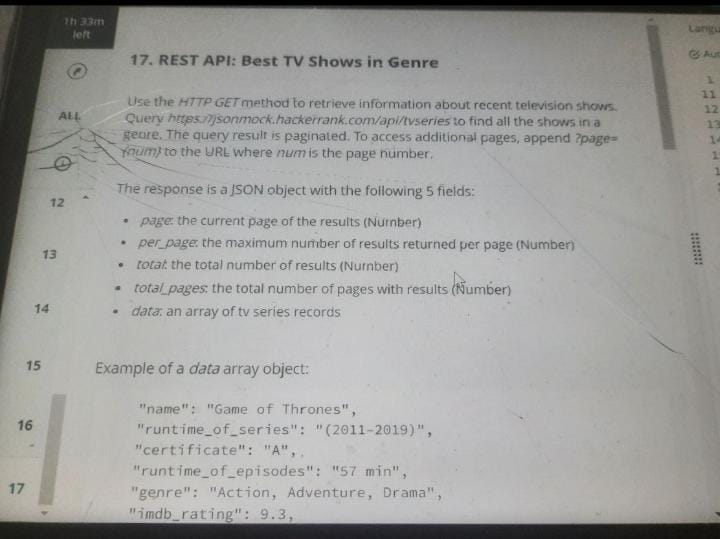 1h 33m
left
17. REST API: Best TV Shows in Genre
ALL
Use the HTTP GET method to retrieve information about recent television shows.
Query https://jsonmock.hackerrank.com/api/tvseries to find all the shows in a
genre. The query result is paginated. To access additional pages, append ?page=
{num} to the URL where num is the page number.
The response is a JSON object with the following 5 fields:
12
• page: the current page of the results (Number)
• per_page: the maximum number of results returned per page (Number)
13
• total: the total number of results (Number)
• total_pages: the total number of pages with results (Number)
14
• data: an array of tv series records
15
Example of a data array object:
"name": "Game of Thrones",
16
"runtime_of_series": "(2011-2019)",
"certificate": "A",
"runtime_of_episodes": "57 min",
17
"genre": "Action, Adventure, Drama",
"imdb_rating": 9.3,
Langu
Au
1
11
12
13